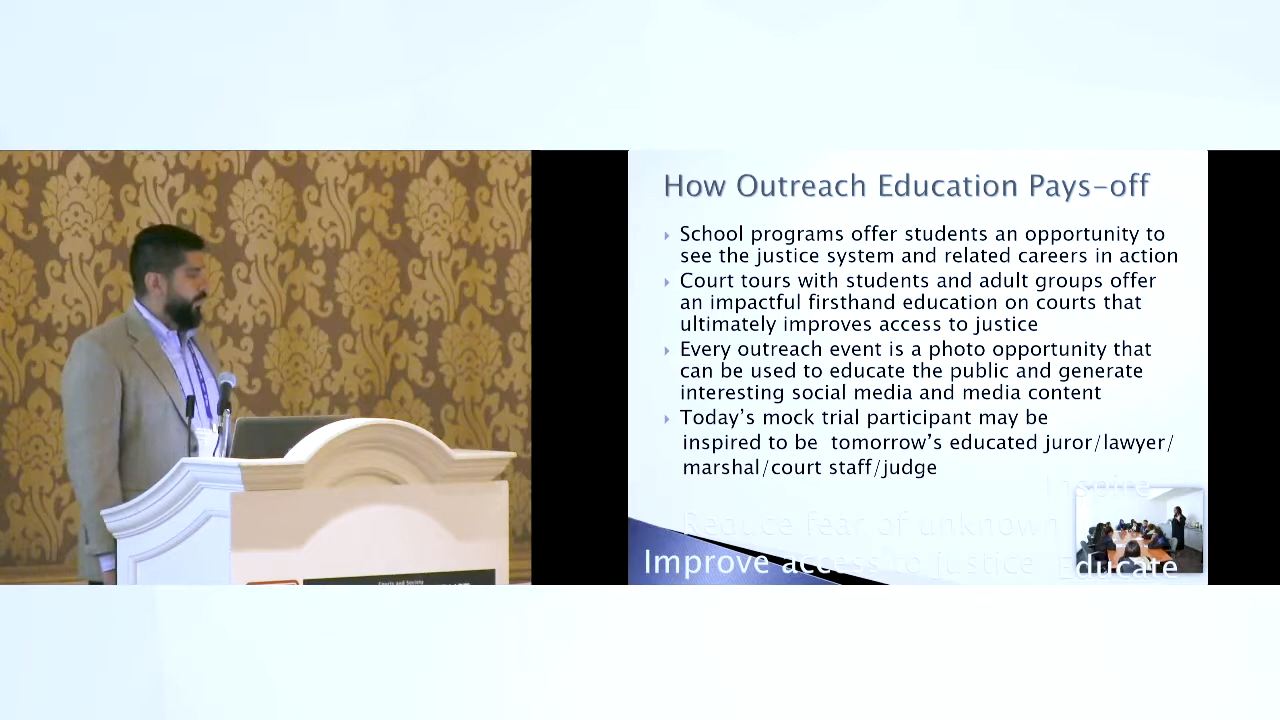 How Outreach Education Pays-off
School programs offer students an opportunity to
see the justice system and related careers in action
Court tours with students and adult groups offer
an impactful firsthand education on courts that
ultimately improves access to justice
Every outreach event is a photo opportunity that
can be used to educate the public and generate
interesting social media and media content
Today's mock trial participant may be
inspired to be  tomorrow's educated juror/lawyer/
marshal/court staff/judge
Inspire
Reduce fear of unknown
Improve access to justice
Educate
Courts and Society